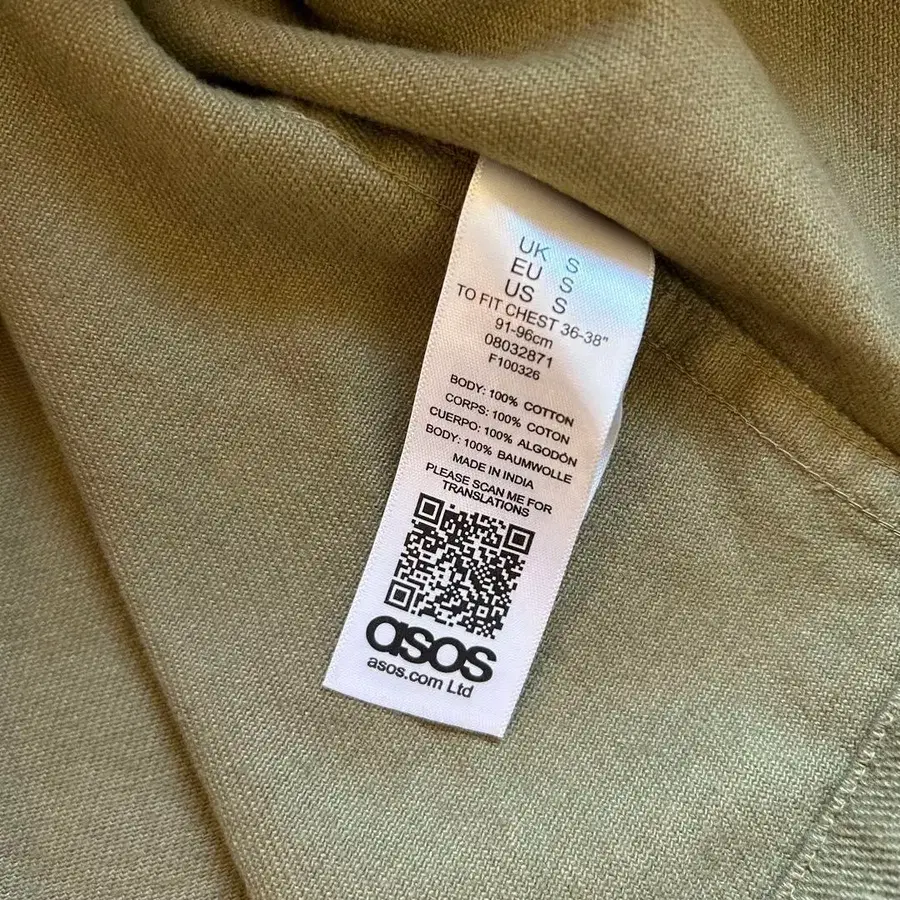 UK S
EU S
US S
TO FIT CHEST 36-38"
91-96cm
08032871
F100326
BODY: 100% COTTON
CORPS: 100% COTON
CUERPO: 100% ALGODÓN
BODY: 100% BAUMWOLLE
MADE IN INDIA
PLEASE SCAN ME FOR
TRANSLATIONS
asos
asos.com Ltd